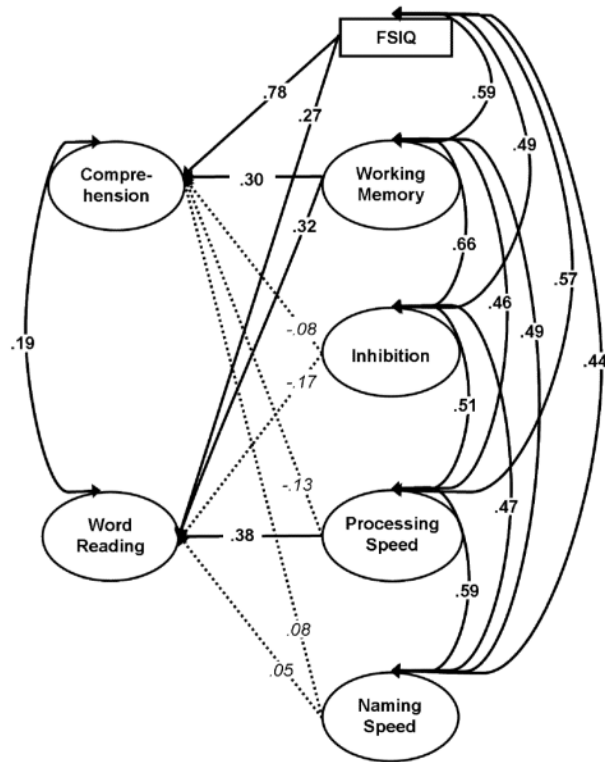 FSIQ
.78
.59
.27
.49
Compre-
hension
.30
Working
Memory
.32
.66
.57
.46
.49
.19
-.08
Inhibition
.44
-.17
.51
-.13
.47
Word
Reading
.38
Processing
Speed
.59
.08
.05
Naming
Speed